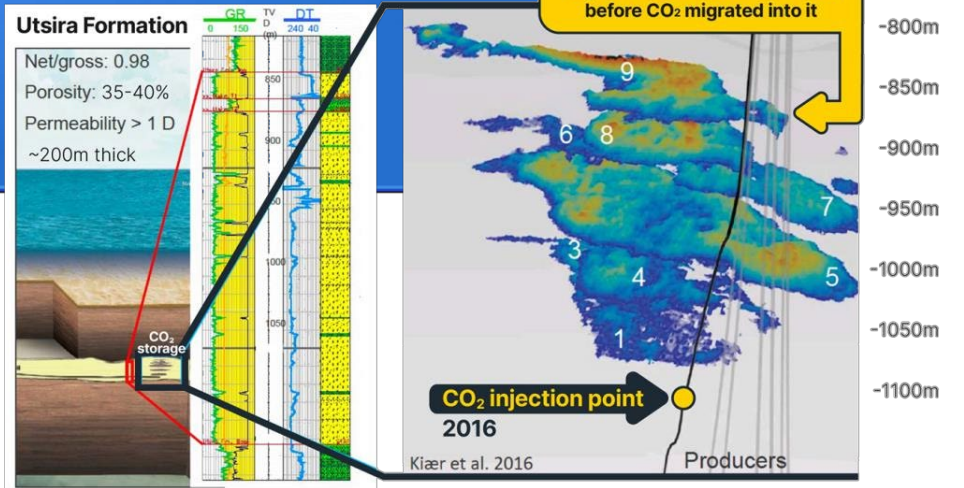 before CO₂ migrated into it
Utsira Formation
Net/gross: 0.98
Porosity: 35-40%
Permeability > 1 D
~200m thick
GR
0 150
TV
D
(m)
DT
240 40
900
1000
1050
CO₂
storage
9
6
8
7
3
4
5
1
CO₂ injection point
2016
Kiær et al. 2016
Producers
-800m
-850m
-900m
-950m
-1000m
-1050m
-1100m